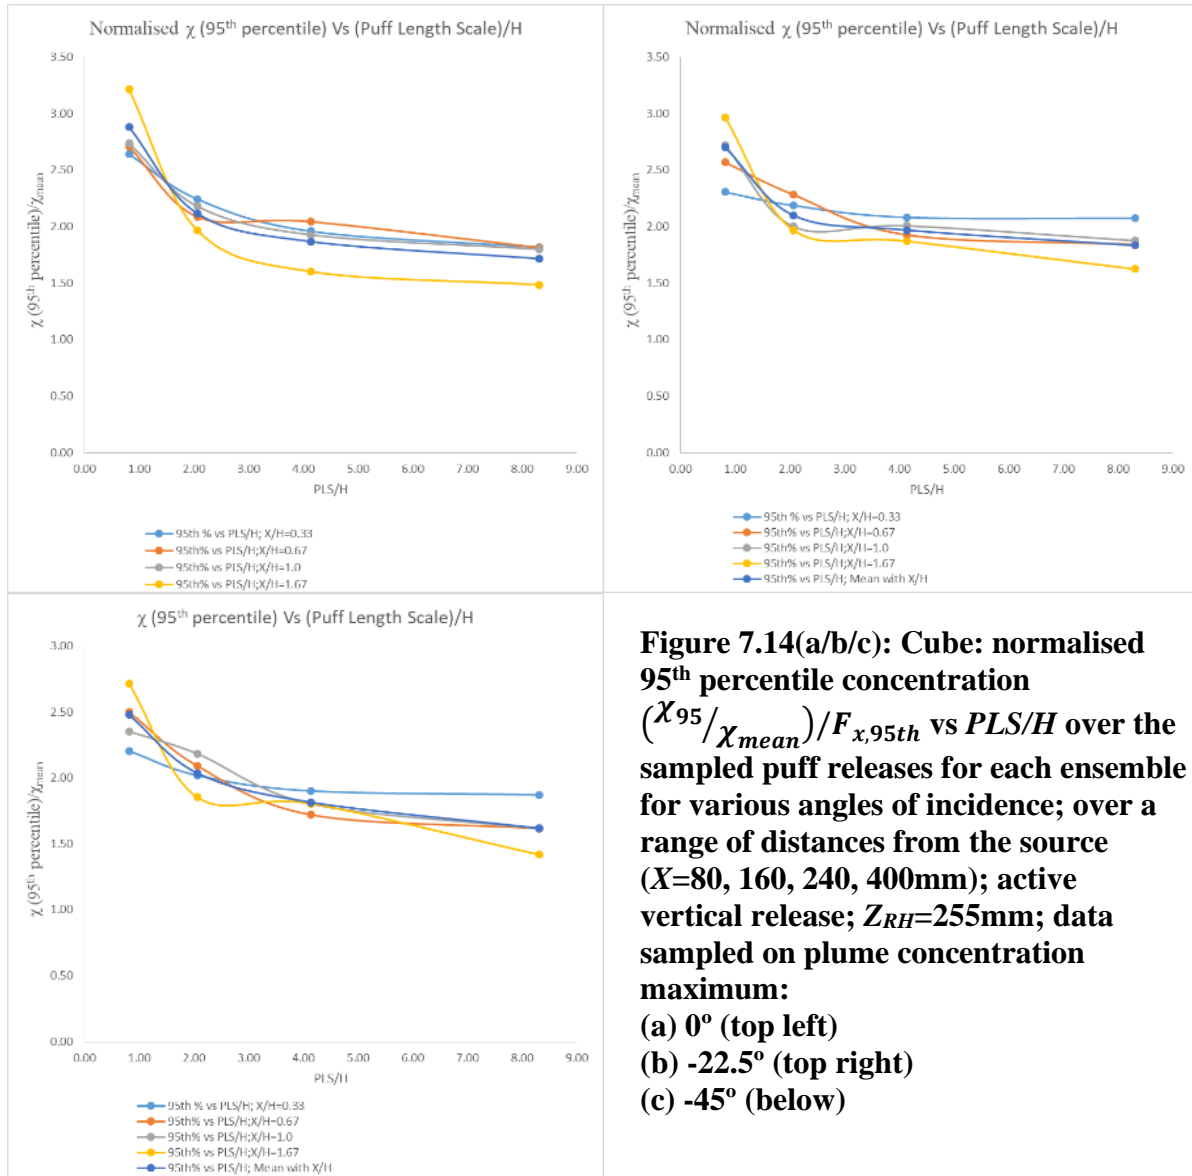 Normalised χ (95th percentile) Vs (Puff Length Scale)/H
3.50
3.00
2.50
2.00
1.50
1.00
0.50
0.00
χ (95th percentile)/χmean
0.00 1.00 2.00 3.00 4.00 5.00 6.00 7.00 8.00 9.00
PLS/H
95th % vs PLS/H; X/H=0.33
95th% vs PLS/H;X/H=0.67
95th% vs PLS/H;X/H=1.0
95th% vs PLS/H;X/H=1.67
Normalised χ (95th percentile) Vs (Puff Length Scale)/H
3.50
3.00
2.50
2.00
1.50
1.00
0.50
0.00
χ (95th percentile)/χmean
0.00 1.00 2.00 3.00 4.00 5.00 6.00 7.00 8.00 9.00
PLS/H
95th % vs PLS/H; X/H=0.33
95th% vs PLS/H;X/H=0.67
95th% vs PLS/H;X/H=1.0
95th% vs PLS/H;X/H=1.67
95th% vs PLS/H; Mean with X/H
χ (95th percentile) Vs (Puff Length Scale)/H
3.00
2.50
2.00
1.50
1.00
0.50
0.00
χ (95th percentile)/χmean
0.00 1.00 2.00 3.00 4.00 5.00 6.00 7.00 8.00 9.00
PLS/H
95th % vs PLS/H; X/H=0.33
95th% vs PLS/H;X/H=0.67
95th% vs PLS/H;X/H=1.0
95th% vs PLS/H;X/H=1.67
95th% vs PLS/H; Mean with X/H
Figure 7.14(a/b/c): Cube: normalised
95th percentile concentration
(χ95/χmean)/Fx,95th vs PLS/H over the
sampled puff releases for each ensemble
for various angles of incidence; over a
range of distances from the source
(X=80, 160, 240, 400mm); active
vertical release; ZRH=255mm; data
sampled on plume concentration
maximum:
(a) 0º (top left)
(b) -22.5º (top right)
(c) -45º (below)